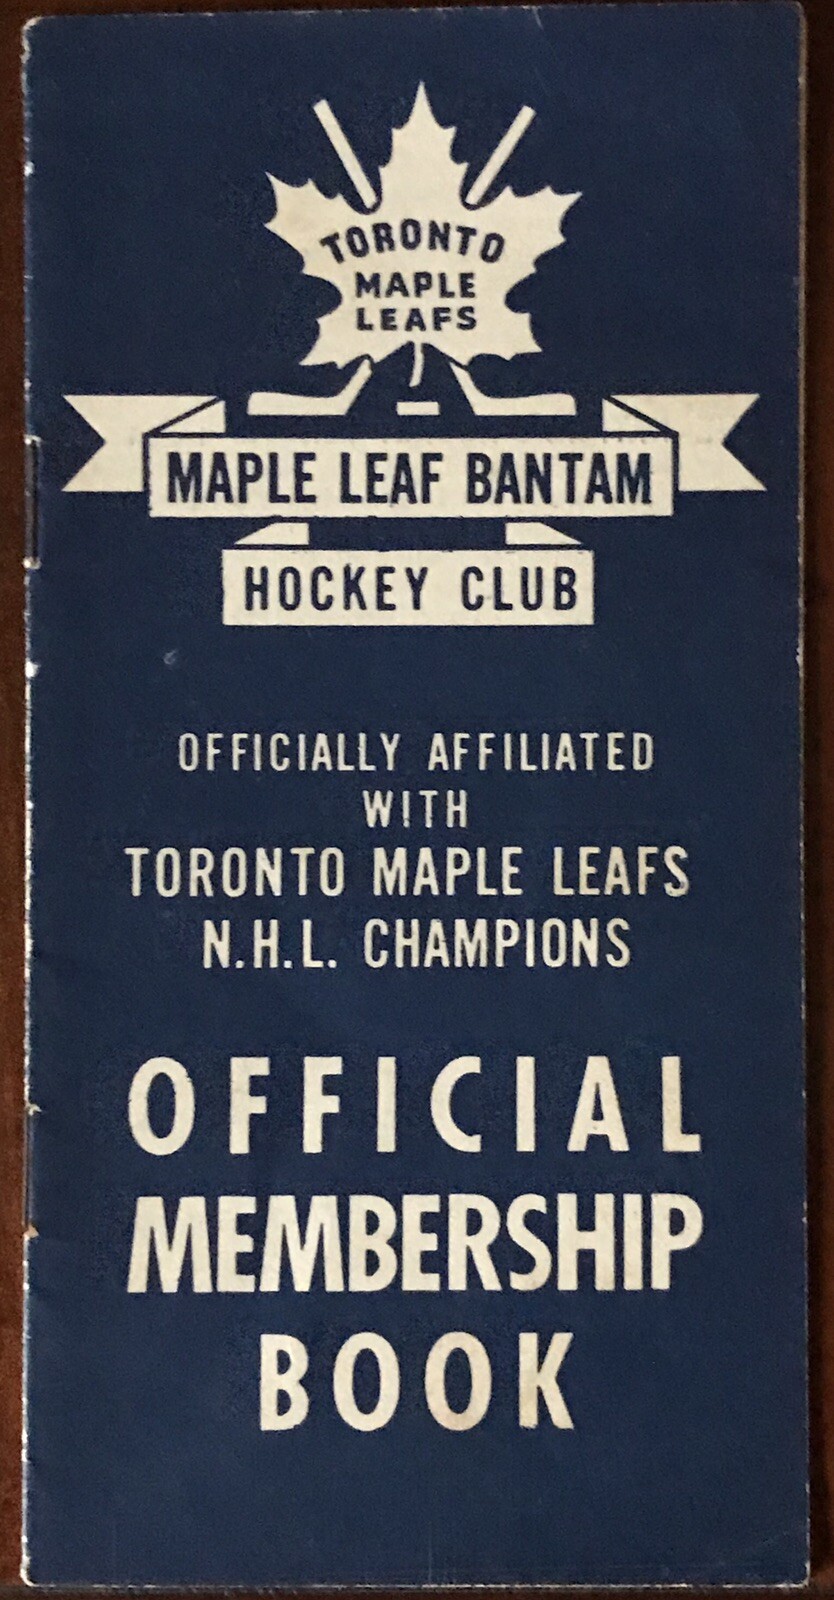 TORONTO
MAPLE
LEAFS
MAPLE LEAF BANTAM
HOCKEY CLUB
OFFICIALLY AFFILIATED
WITH
TORONTO MAPLE LEAFS
N.H.L. CHAMPIONS
OFFICIAL
MEMBERSHIP
BOOK